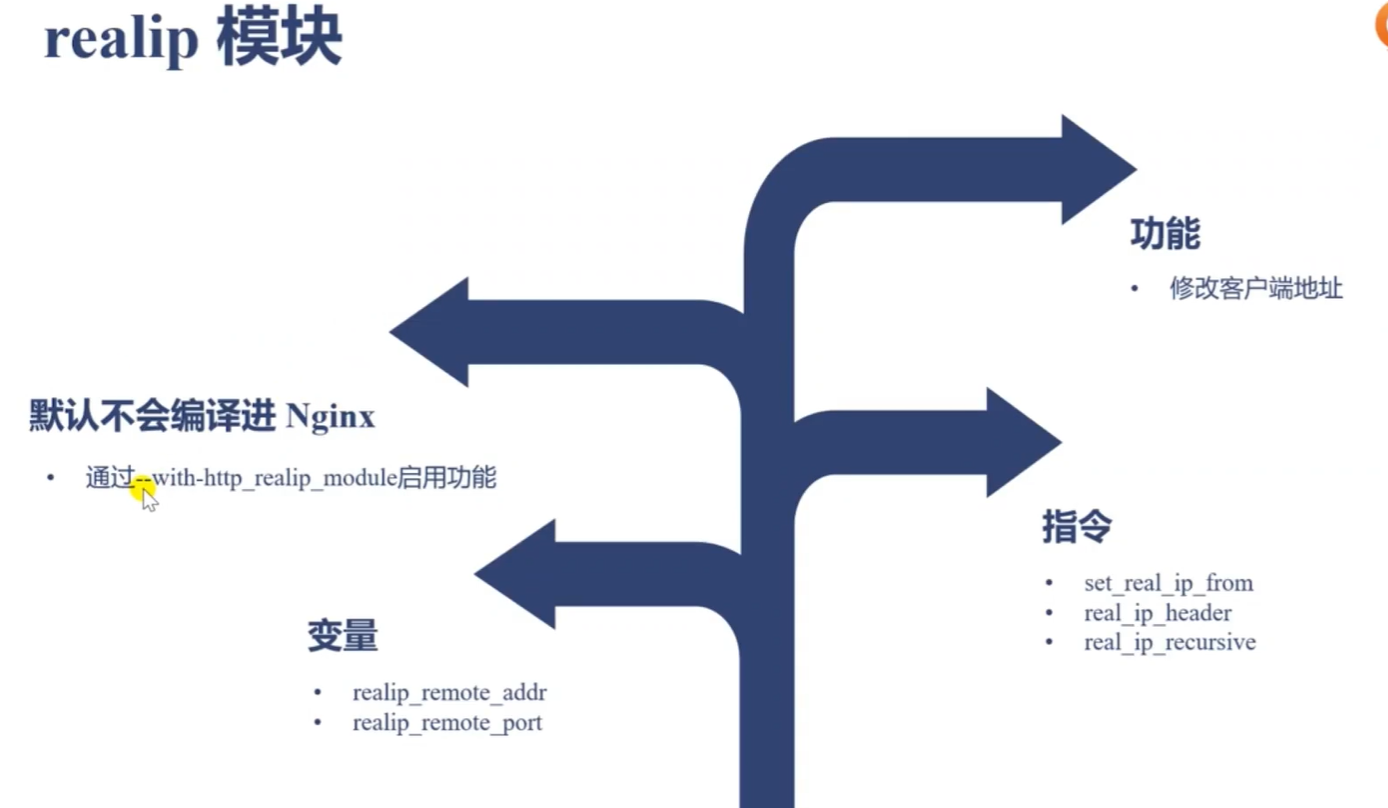 realip 模块
功能
• 修改客户端地址
默认不会编译进 Nginx
• 通过--with-http_realip_module启用功能
指令
• set_real_ip_from
• real_ip_header
• real_ip_recursive
变量
• realip_remote_addr
• realip_remote_port